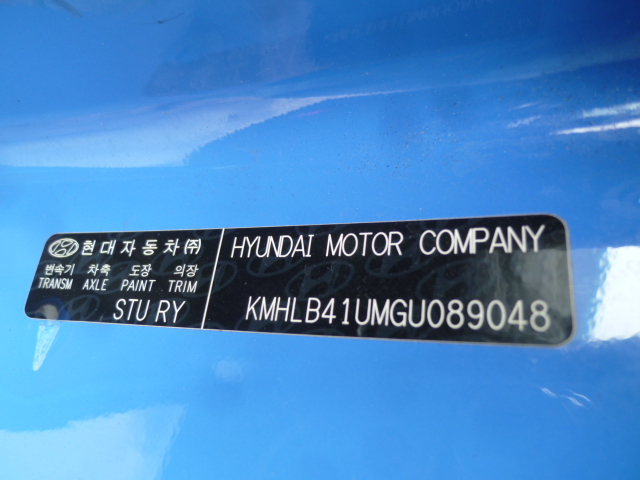 현대자동차㈜
변속기 차축 도장 의장
TRANSM AXLE PAINT TRIM
STU RY
HYUNDAI MOTOR COMPANY
KMHLB41UMGU089048